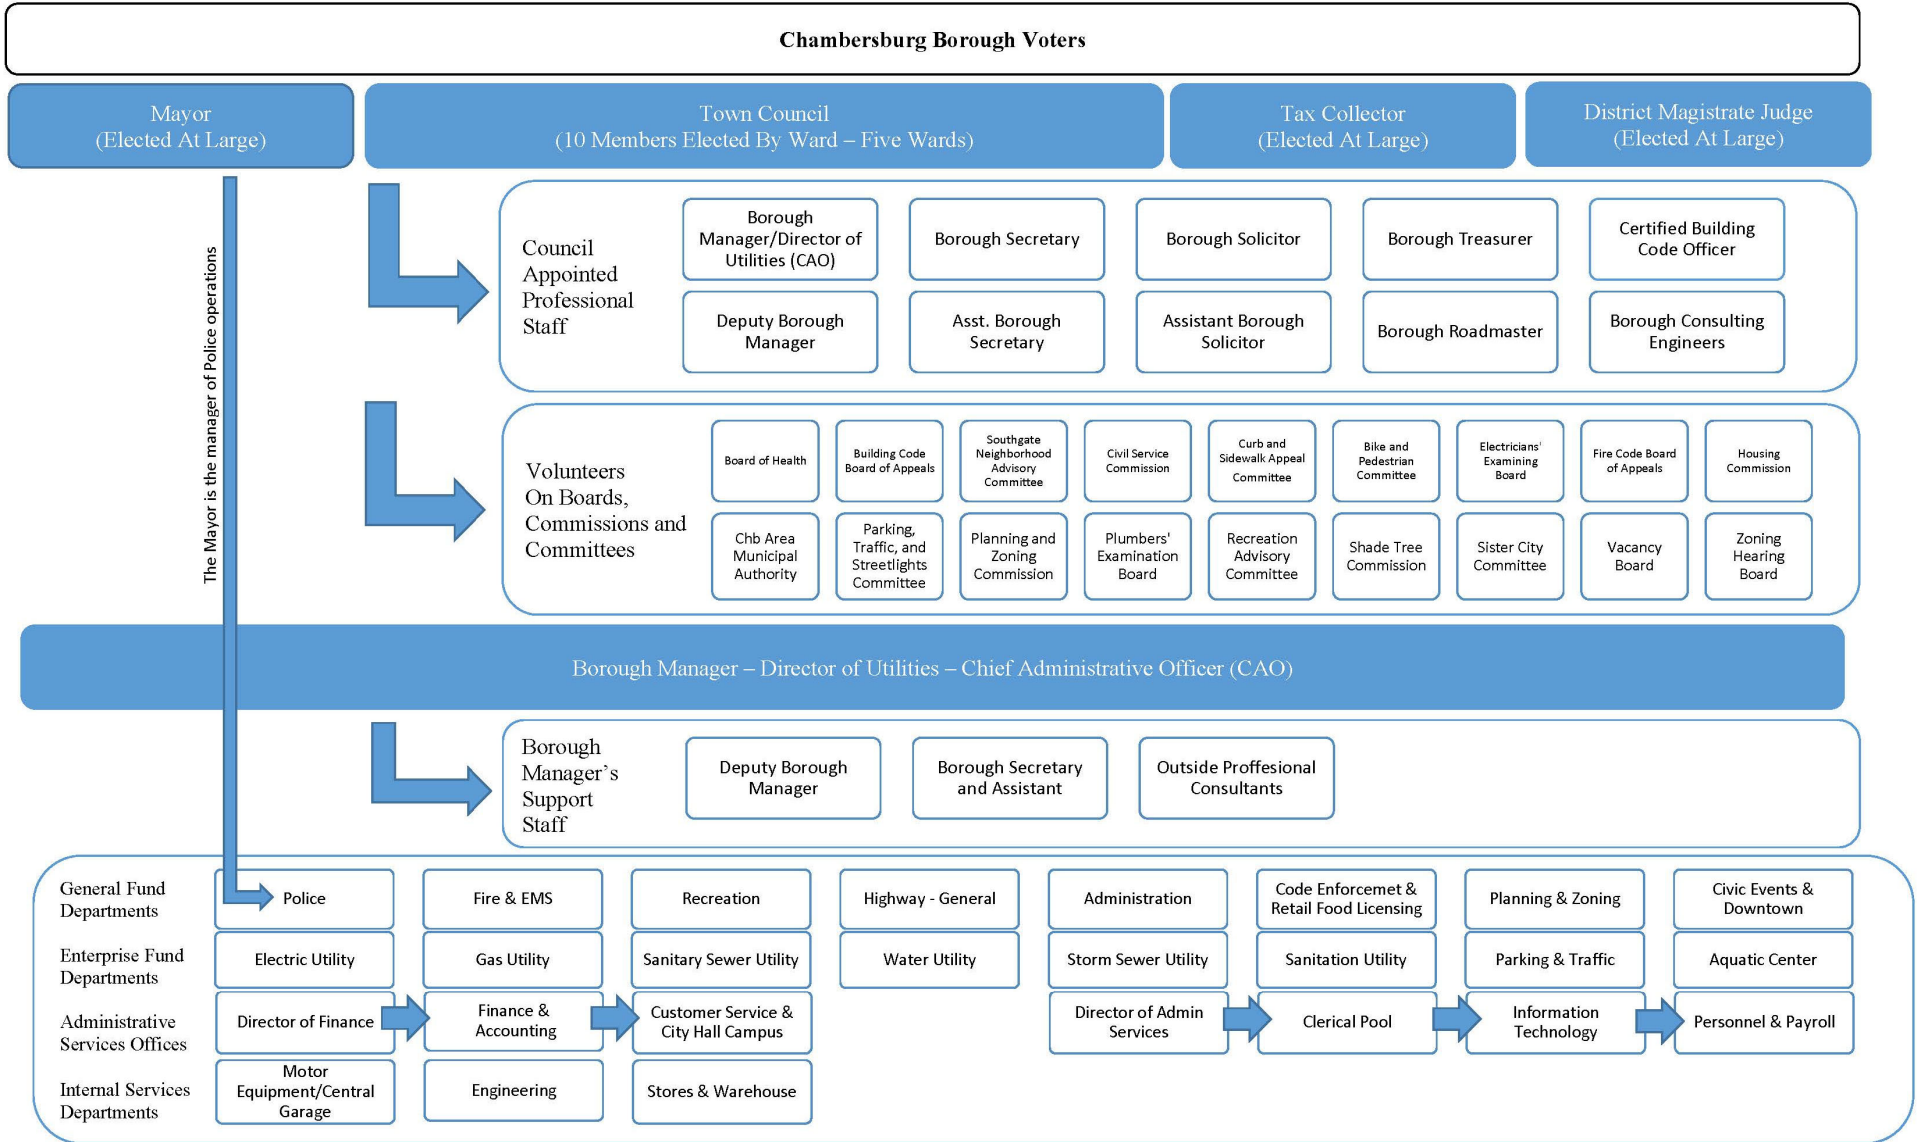 Chambersburg Borough Voters
Mayor
(Elected At Large)
Town Council
(10 Members Elected By Ward – Five Wards)
Tax Collector
(Elected At Large)
District Magistrate Judge
(Elected At Large)
The Mayor is the manager of Police operations
Council
Appointed
Professional
Staff
Borough
Manager/Director of
Utilities (CAO)
Borough Secretary
Borough Solicitor
Borough Treasurer
Certified Building
Code Officer
Deputy Borough
Manager
Asst. Borough
Secretary
Assistant Borough
Solicitor
Borough Roadmaster
Borough Consulting
Engineers
Volunteers
On Boards,
Commissions and
Committees
Board of Health
Building Code
Board of Appeals
Southgate
Neighborhood
Advisory
Committee
Civil Service
Commission
Curb and
Sidewalk Appeal
Committee
Bike and
Pedestrian
Committee
Electricians'
Examining
Board
Fire Code Board
of Appeals
Housing
Commission
Chb Area
Municipal
Authority
Parking,
Traffic, and
Streetlights
Committee
Planning and
Zoning
Commission
Plumbers'
Examination
Board
Recreation
Advisory
Committee
Shade Tree
Commission
Sister City
Committee
Vacancy
Board
Zoning
Hearing
Board
Borough Manager – Director of Utilities – Chief Administrative Officer (CAO)
Borough
Manager’s
Support
Staff
Deputy Borough
Manager
Borough Secretary
and Assistant
Outside Proffesional
Consultants
General Fund
Departments
Police
Fire & EMS
Recreation
Highway - General
Administration
Code Enforcemet &
Retail Food Licensing
Planning & Zoning
Civic Events &
Downtown
Enterprise Fund
Departments
Electric Utility
Gas Utility
Sanitary Sewer Utility
Water Utility
Storm Sewer Utility
Sanitation Utility
Parking & Traffic
Aquatic Center
Administrative
Services Offices
Director of Finance
Finance &
Accounting
Customer Service &
City Hall Campus
Director of Admin
Services
Clerical Pool
Information
Technology
Personnel & Payroll
Internal Services
Departments
Motor
Equipment/Central
Garage
Engineering
Stores & Warehouse